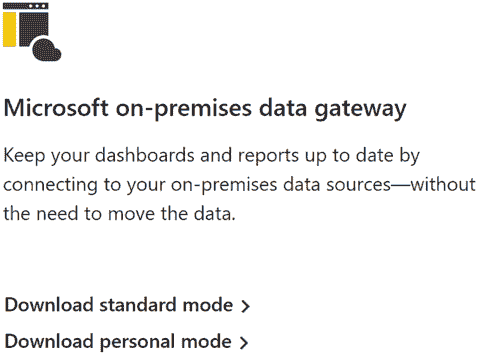 Microsoft on-premises data gateway
Keep your dashboards and reports up to date by
connecting to your on-premises data sources—without
the need to move the data.
Download standard mode
Download personal mode